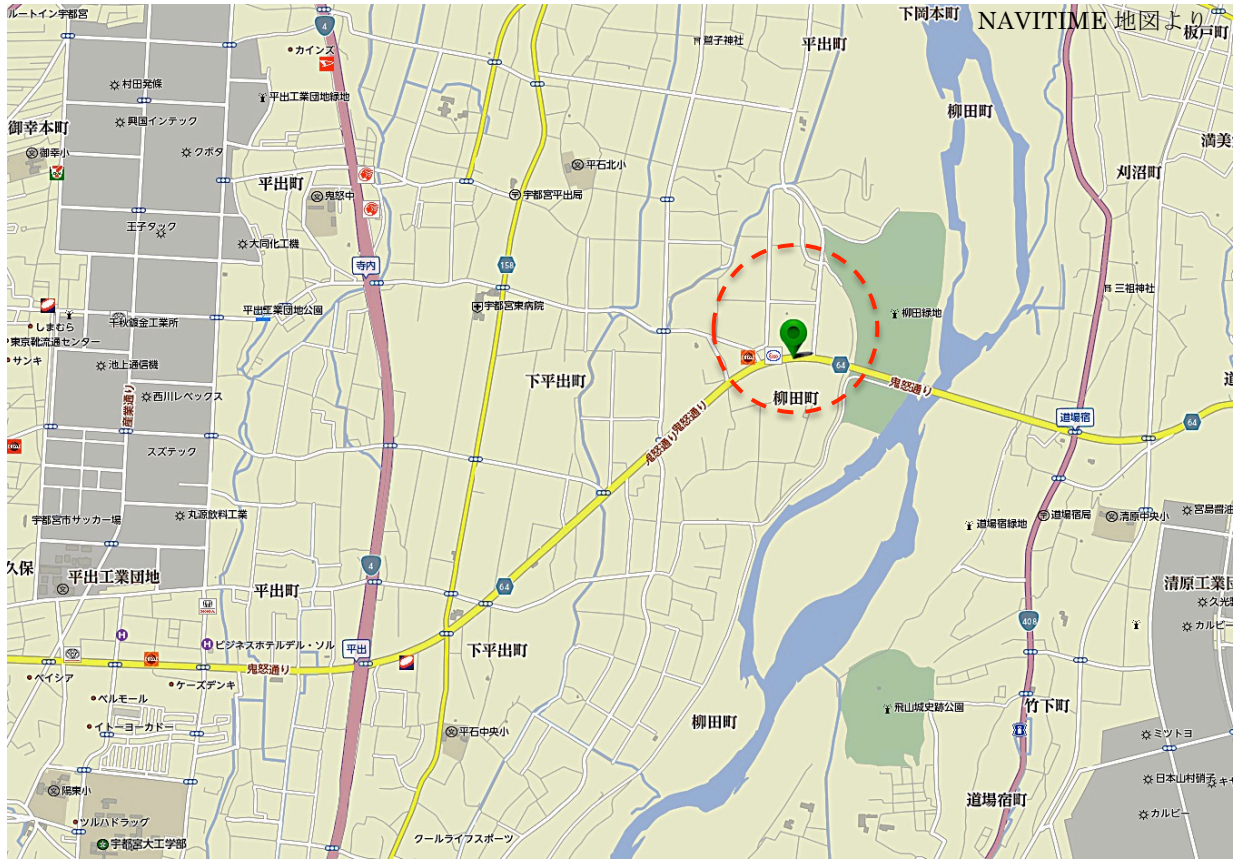 ルートイン宇都宮
4
カインズ
下岡本町
NAVITIME 地図より
板戸町
鷲子神社
平出町
村田発條
平出工業団地緑地
柳田町
興国インテック
御幸本町
御幸小
クボタ
平石北小
刈沼町
平出町
鬼怒中
宇都宮平出局
王子タック
大同化工機
寺内
158
三祖神社
平出工業団地公園
宇都宮東病院
柳田緑地
千秋鍍金工業所
しまむら
東京靴流通センター
サンキ
池上通信機
下平出町
64
鬼怒通り
柳田町
西川レベックス
産業通り
鬼怒通り
鬼怒通り
道場宿
64
スズテック
宇都宮市サッカー場
丸源飲料工業
道場宿緑地
道場宿局
清原中央小
宮島醤油
久保
平出工業団地
4
平出町
64
清原工業団
カルビー
408
ビジネスホテルデル・ソル
平出
下平出町
鬼怒通り
ベイシア
ケーズデンキ
ベルモール
イトーヨーカドー
飛山城史跡公園
竹下町
柳田町
平石中央小
ミツトヨ
日本山村硝子
陽東小
道場宿町
カルビー
ツルハドラッグ
クールライフスポーツ
宇都宮大工学部